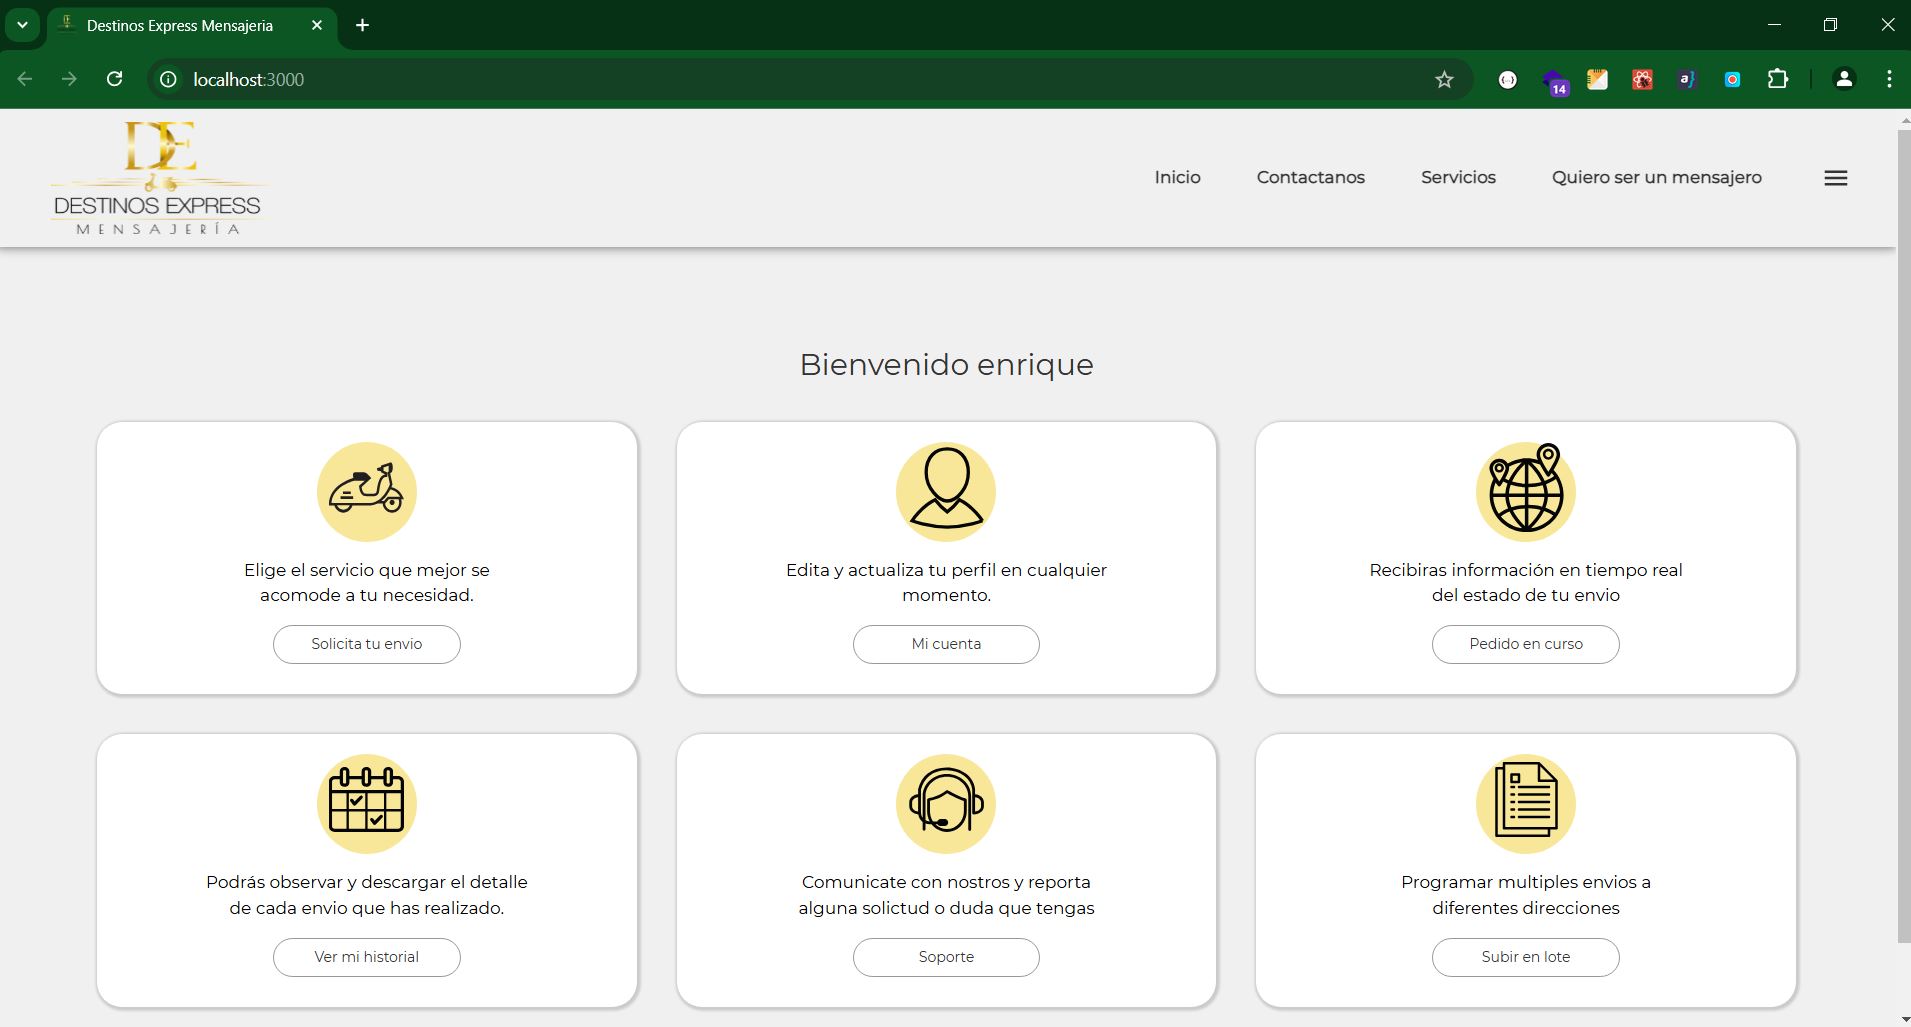 Destinos Express Mensajeria
localhost:3000
14
DE
DESTINOS EXPRESS
MENSAJERÍA
Inicio
Contactanos
Servicios
Quiero ser un mensajero
Bienvenido enrique
Elige el servicio que mejor se
acomode a tu necesidad.
Solicita tu envio
Edita y actualiza tu perfil en cualquier
momento.
Mi cuenta
Recibiras información en tiempo real
del estado de tu envio
Pedido en curso
Podrás observar y descargar el detalle
de cada envio que has realizado.
Ver mi historial
Comunicate con nostros y reporta
alguna solictud o duda que tengas
Soporte
Programar multiples envios a
diferentes direcciones
Subir en lote